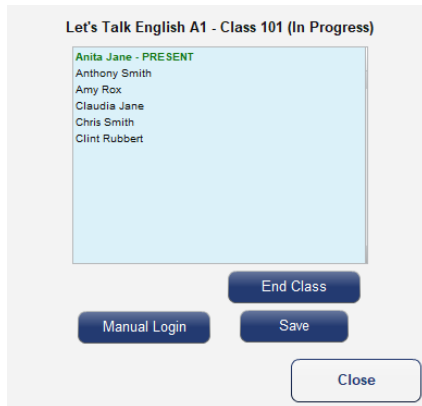 Let's Talk English A1 - Class 101 (In Progress)
Anita Jane - PRESENT
Anthony Smith
Amy Rox
Claudia Jane
Chris Smith
Clint Rubbert
End Class
Manual Login
Save
Close